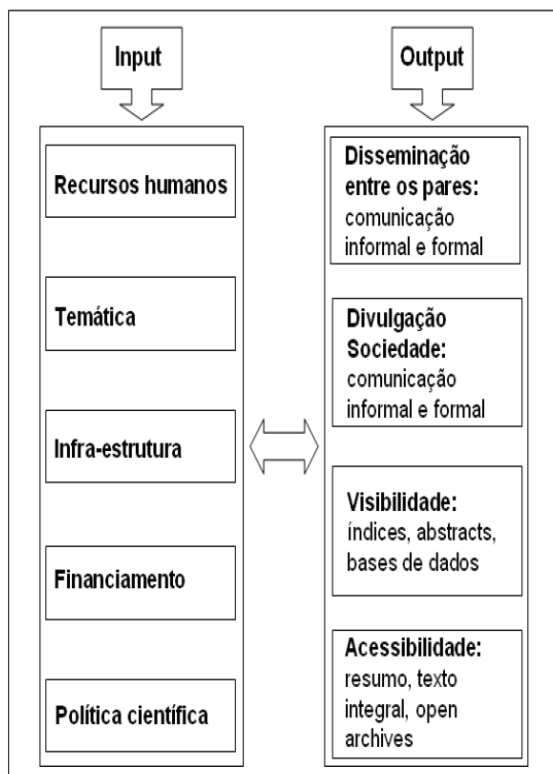 Input
Recursos humanos
Temática
Infra-estrutura
Financiamento
Política científica
Output
Disseminação
entre os pares:
comunicação
informal e formal
Divulgação
Sociedade:
comunicação
informal e formal
Visibilidade:
índices, abstracts,
bases de dados
Acessibilidade:
resumo, texto
integral, open
archives